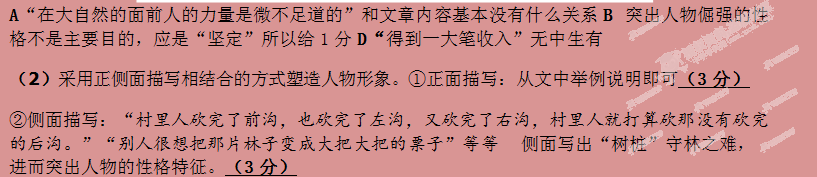 A“在大自然的面前人的力量是微不足道的”和文章内容基本没有什么关系B 突出人物倔强的性
格不是主要目的，应是“坚定”所以给1分D“得到一大笔收入”无中生有
（2）采用正侧面描写相结合的方式塑造人物形象。①正面描写：从文中举例说明即可（3分）
②侧面描写：“村里人砍完了前沟，也砍完了左沟，又砍完了右沟，村里人就打算砍那没有砍完
的后沟。”“别人很想把那片林子变成大把大把的票子”等等 侧面写出“树桩”守林之难，
进而突出人物的性格特征。（3分）